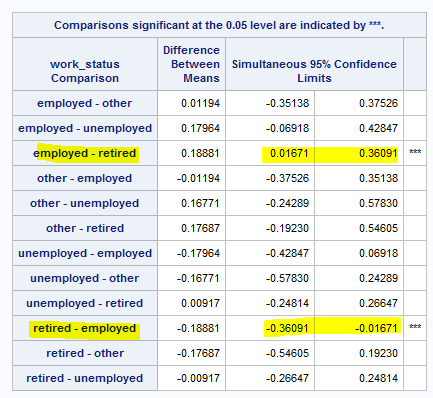 Comparisons significant at the 0.05 level are indicated by ***.
work_status Comparison Difference Between Means Simultaneous 95% Confidence Limits
employed - other 0.01194 -0.35138 0.37526
employed - unemployed 0.17964 -0.06918 0.42847
employed - retired 0.18881 0.01671 0.36091 ***
other - employed -0.01194 -0.37526 0.35138
other - unemployed 0.16771 -0.24289 0.57830
other - retired 0.17687 -0.19230 0.54605
unemployed - employed -0.17964 -0.42847 0.06918
unemployed - other -0.16771 -0.57830 0.24289
unemployed - retired 0.00917 -0.24814 0.26647
retired - employed -0.18881 -0.36091 -0.01671 ***
retired - other -0.17687 -0.54605 0.19230
retired - unemployed -0.00917 -0.26647 0.24814